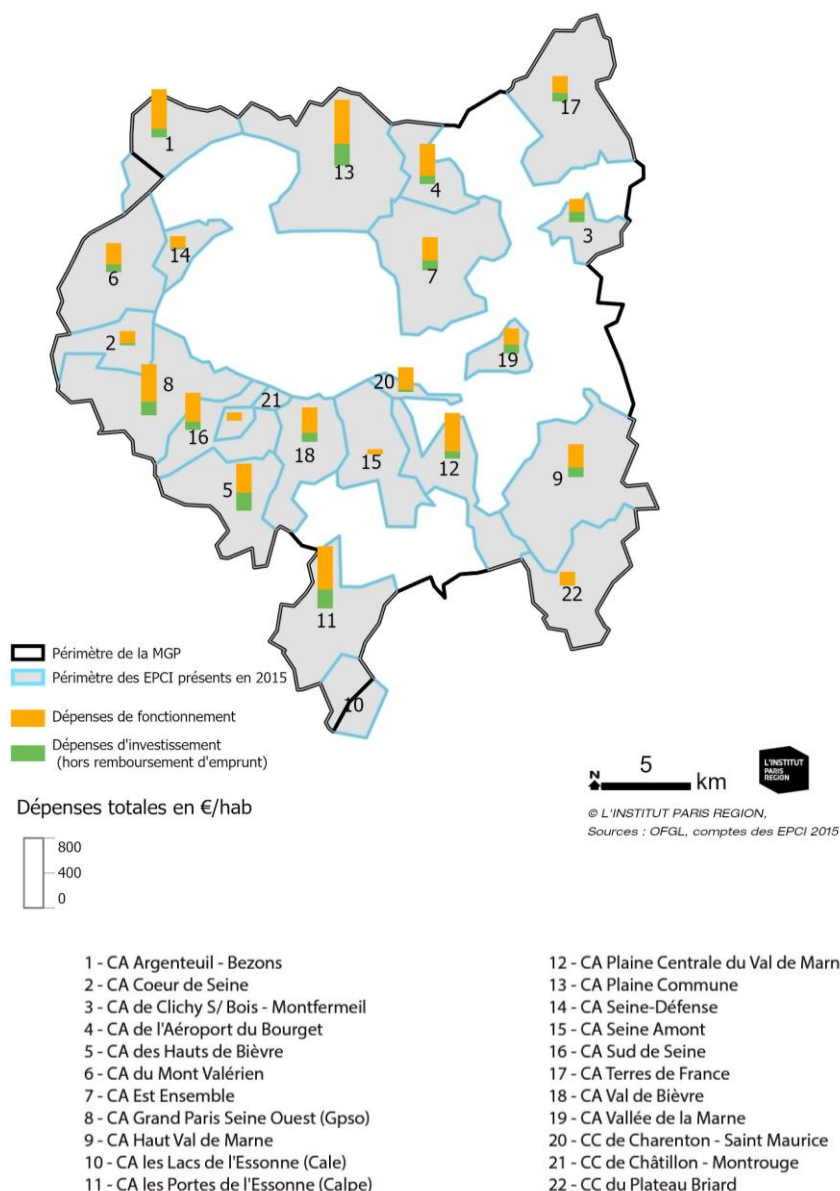 1
13
4
17
3
14
6
7
2
19
20
8
21
16
18
15
12
5
9
22
11
10
Périmètre de la MGP
Périmètre des EPCI présents en 2015
Dépenses de fonctionnement
Dépenses d'investissement
(hors remboursement d'emprunt)
Dépenses totales en €/hab
800
400
0
N
5
km
L'INSTITUT
PARIS
REGION
© L'INSTITUT PARIS REGION,
Sources : OFGL, comptes des EPCI 2015
1 - CA Argenteuil - Bezons
2 - CA Coeur de Seine
3 - CA de Clichy S/ Bois - Montfermeil
4 - CA de l'Aéroport du Bourget
5 - CA des Hauts de Bièvre
6 - CA du Mont Valérien
7 - CA Est Ensemble
8 - CA Grand Paris Seine Ouest (Gpso)
9 - CA Haut Val de Marne
10 - CA les Lacs de l'Essonne (Cale)
11 - CA les Portes de l'Essonne (Calpe)
12 - CA Plaine Centrale du Val de Marn
13 - CA Plaine Commune
14 - CA Seine-Défense
15 - CA Seine Amont
16 - CA Sud de Seine
17 - CA Terres de France
18 - CA Val de Bièvre
19 - CA Vallée de la Marne
20 - CC de Charenton - Saint Maurice
21 - CC de Châtillon - Montrouge
22 - CC du Plateau Briard